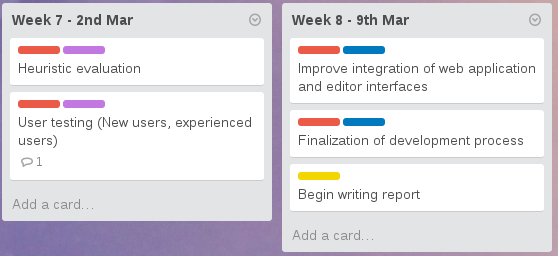 Week 7 - 2nd Mar
Heuristic evaluation
User testing (New users, experienced
users)
1
Add a card...
Week 8 - 9th Mar
Improve integration of web application
and editor interfaces
Finalization of development process
Begin writing report
Add a card...